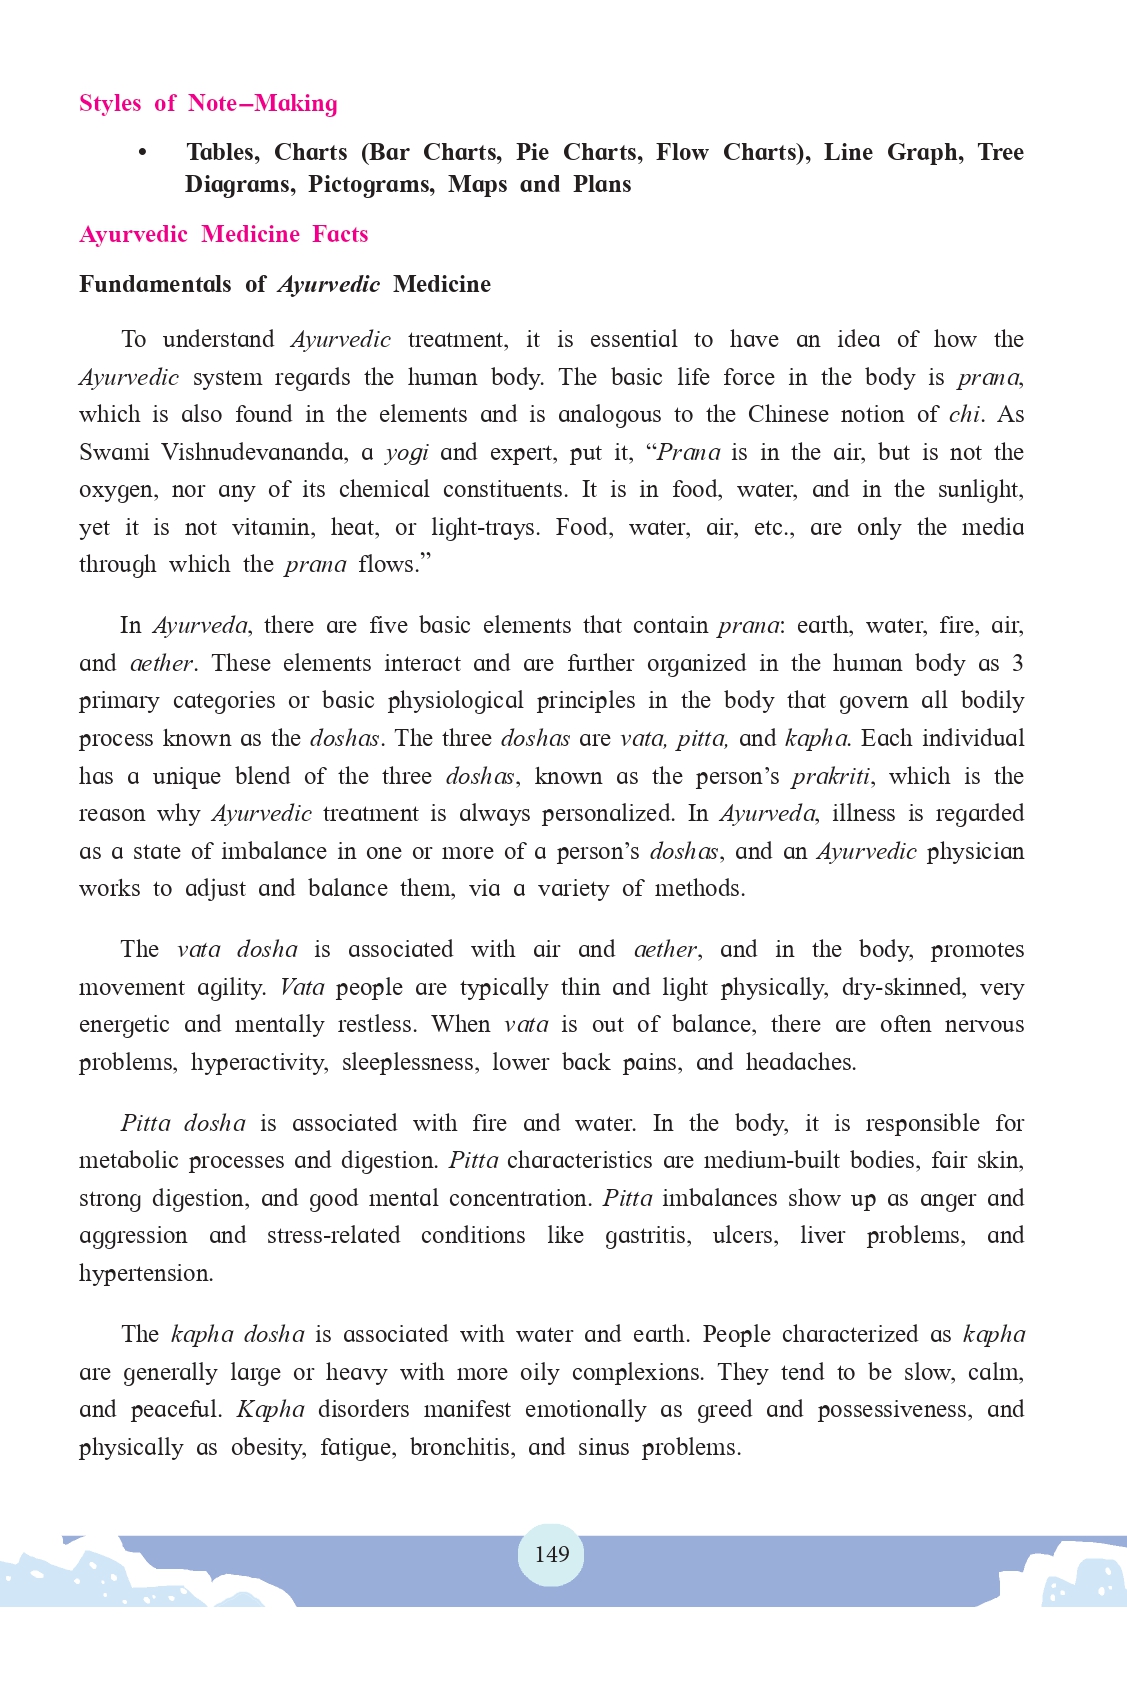 Styles of Note–Making
• Tables, Charts (Bar Charts, Pie Charts, Flow Charts), Line Graph, Tree
Diagrams, Pictograms, Maps and Plans
Ayurvedic Medicine Facts
Fundamentals of Ayurvedic Medicine
To understand Ayurvedic treatment, it is essential to have an idea of how the
Ayurvedic system regards the human body. The basic life force in the body is prana,
which is also found in the elements and is analogous to the Chinese notion of chi. As
Swami Vishnudevananda, a yogi and expert, put it, “Prana is in the air, but is not the
oxygen, nor any of its chemical constituents. It is in food, water, and in the sunlight,
yet it is not vitamin, heat, or light-trays. Food, water, air, etc., are only the media
through which the prana flows.”
In Ayurveda, there are five basic elements that contain prana: earth, water, fire, air,
and aether. These elements interact and are further organized in the human body as 3
primary categories or basic physiological principles in the body that govern all bodily
process known as the doshas. The three doshas are vata, pitta, and kapha. Each individual
has a unique blend of the three doshas, known as the person’s prakriti, which is the
reason why Ayurvedic treatment is always personalized. In Ayurveda, illness is regarded
as a state of imbalance in one or more of a person’s doshas, and an Ayurvedic physician
works to adjust and balance them, via a variety of methods.
The vata dosha is associated with air and aether, and in the body, promotes
movement agility. Vata people are typically thin and light physically, dry-skinned, very
energetic and mentally restless. When vata is out of balance, there are often nervous
problems, hyperactivity, sleeplessness, lower back pains, and headaches.
Pitta dosha is associated with fire and water. In the body, it is responsible for
metabolic processes and digestion. Pitta characteristics are medium-built bodies, fair skin,
strong digestion, and good mental concentration. Pitta imbalances show up as anger and
aggression and stress-related conditions like gastritis, ulcers, liver problems, and
hypertension.
The kapha dosha is associated with water and earth. People characterized as kapha
are generally large or heavy with more oily complexions. They tend to be slow, calm,
and peaceful. Kapha disorders manifest emotionally as greed and possessiveness, and
physically as obesity, fatigue, bronchitis, and sinus problems.
149